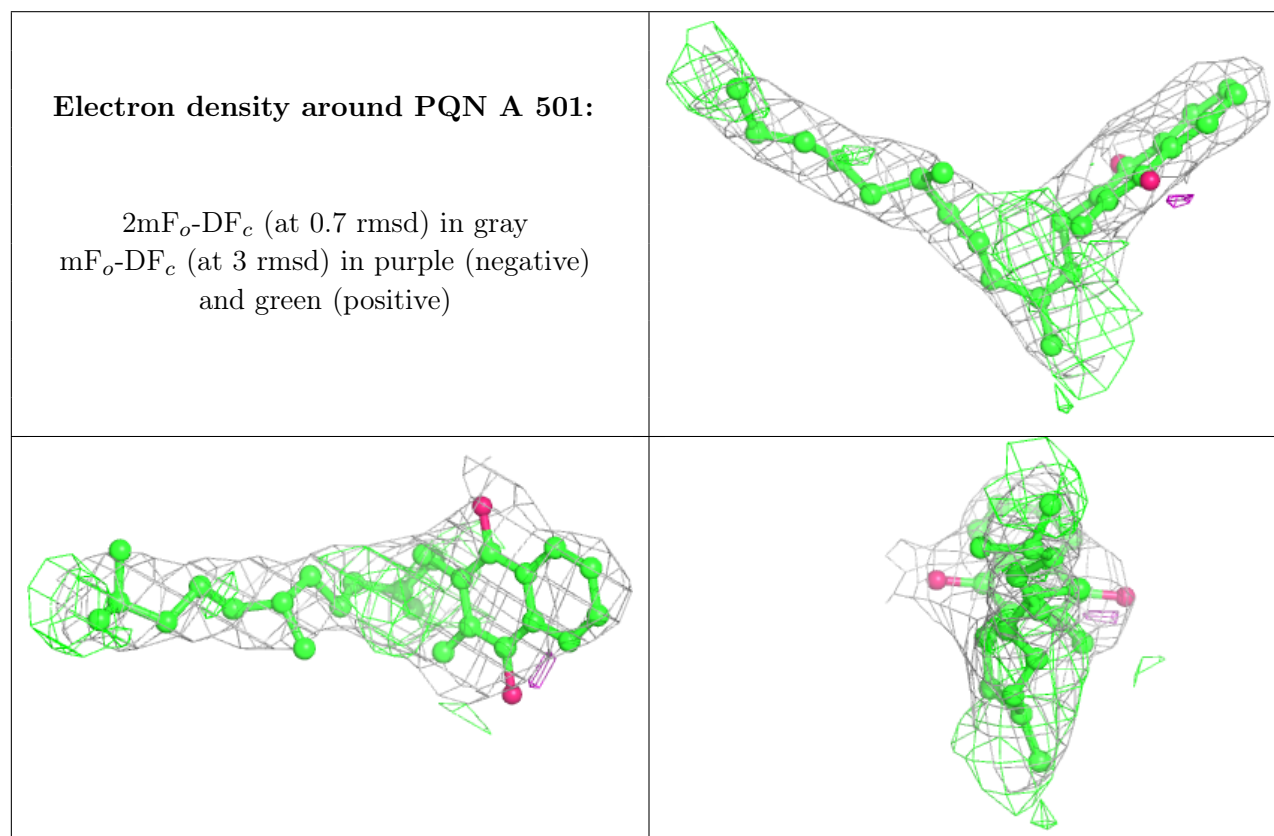 Electron density around PQN A 501:
2mFo-DFc (at 0.7 rmsd) in gray
mFo-DFc (at 3 rmsd) in purple (negative)
and green (positive)